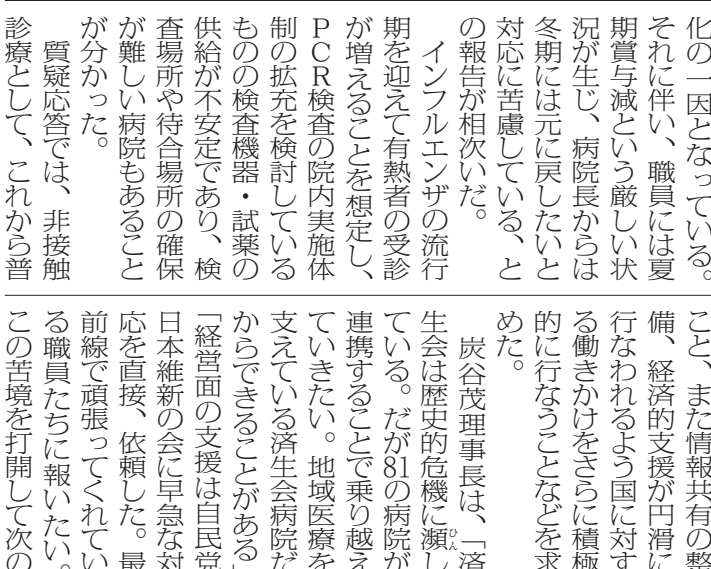 化の一因となっている。
それに伴い、職員には夏
期賞与減という厳しい状
況が生じ、病院長からは
冬期には元に戻したいと
対応に苦慮している、と
の報告が相次いだ。
インフルエンザの流行
期を迎えて有熱者の受診
が増えることを想定し、
ＰＣＲ検査の院内実施体
制の拡充を検討している
ものの検査機器・試薬の
供給が不安定であり、検
査場所や待合場所の確保
が難しい病院もあること
が分かった。
質疑応答では、非接触
診療として、これから普
こと、また情報共有の整
備、経済的支援が円滑に
行なわれるよう国に対す
る働きかけをさらに積極
的に行なうことなどを求
めた。
炭谷茂理事長は、「済
生会は歴史的危機に瀕し
ひん
ている。だが81の病院が
連携することで乗り越え
ていきたい。地域医療を
支えている済生会病院だ
からできることがある」
「経営面の支援は自民党
日本維新の会に早急な対
応を直接、依頼した。最
前線で頑張ってくれてい
る職員たちに報いたい。
この苦境を打開して次の